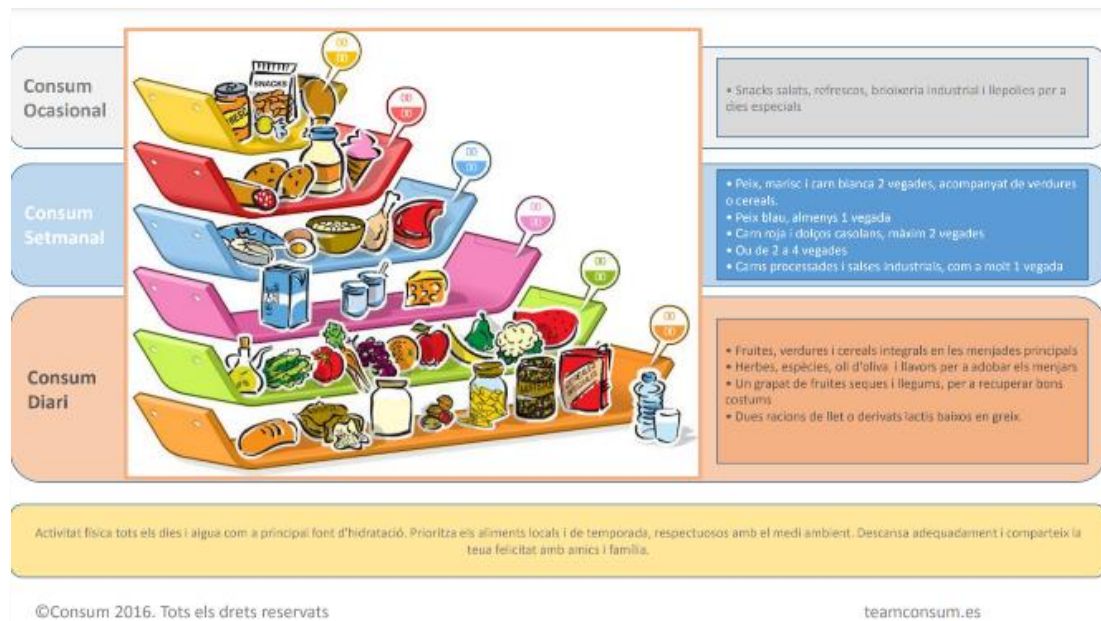 Consum
Ocasional
SNACKS
• Snacks salats, refrescos, brioixeria industrial i llepolies per a
dies especials
Consum
Setmanal
• Peix, marisc i carn blanca 2 vegades, acompanyat de verdures
o cereals.
• Peix blau, almenys 1 vegada
• Carn roja i dolços casolans, màxim 2 vegades
• Ou de 2 a 4 vegades
• Carns processades i salses industrials, com a molt 1 vegada
Consum
Diari
• Fruites, verdures i cereals integrals en les menjades principals
• Herbes, espècies, oli d'oliva i llavors per a adobar els menjars
• Un grapat de fruites seques i llegums, per a recuperar bons
costums
• Dues racions de llet o derivats lactis baixos en greix.
Activitat física tots els dies i aigua com a principal font d'hidratació. Prioritza els aliments locals i de temporada, respectuosos amb el medi ambient. Descansa adequadament i comparteix la
teua felicitat amb amics i família.
©Consum 2016. Tots els drets reservats
teamconsum.es